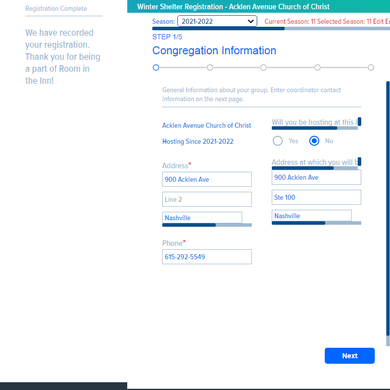 Winter Shelter Registration - Acklen Avenue Church of Christ
Registration Complete
Season: 2021-2022 Current Season: 11 Selected Season: 11 Edit E
We have recorded
your registration.
Thank you for being
a part of Room in
the Inn!
STEP 1/5
Congregation Information
General Information about your group. Enter coordinator contact
information on the next page.
Acklen Avenue Church of Christ
Hosting Since 2021-2022
Will you be hosting at this
Yes No
Address*
900 Acklen Ave
Line 2
Nashville
Address at which you will
900 Acklen Ave
Ste 100
Nashville
Phone*
615-292-5549
Next